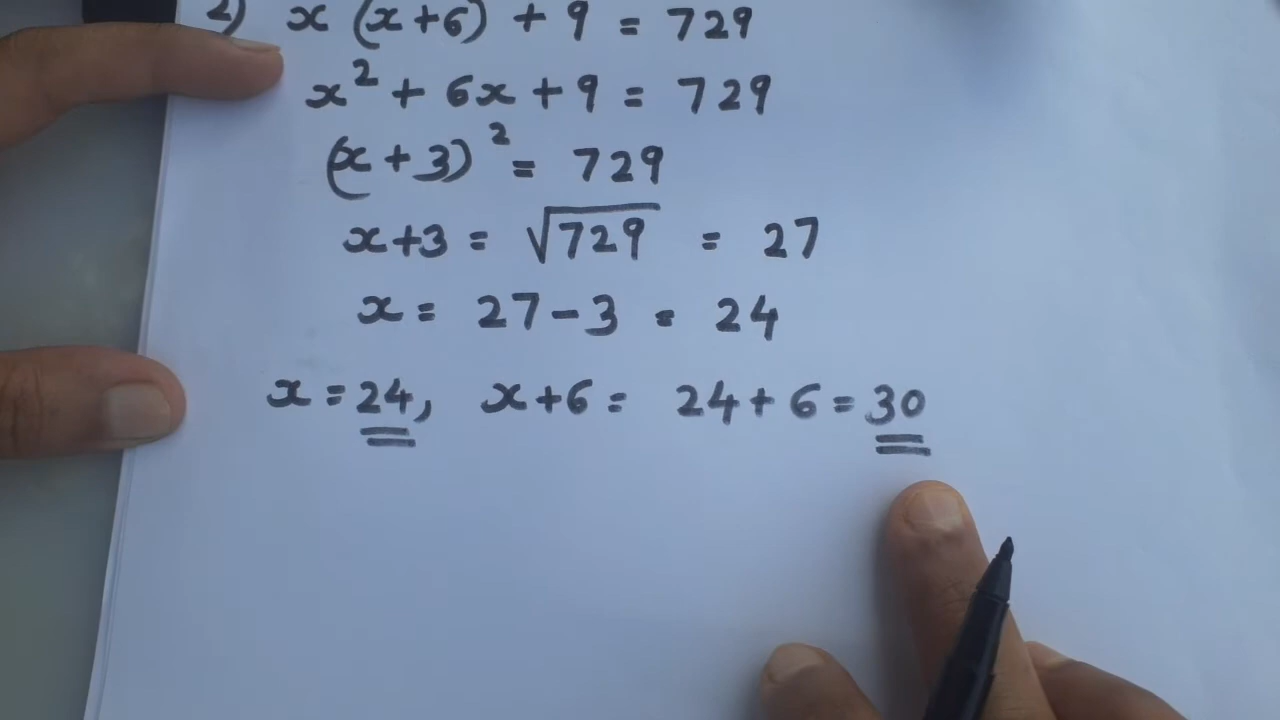 2) x (x+6) + 9 = 729
x² + 6x + 9 = 729
(x + 3)² = 729
x+3 = √729 = 27
x = 27 - 3 = 24
x = 24, x+6 = 24 + 6 = 30